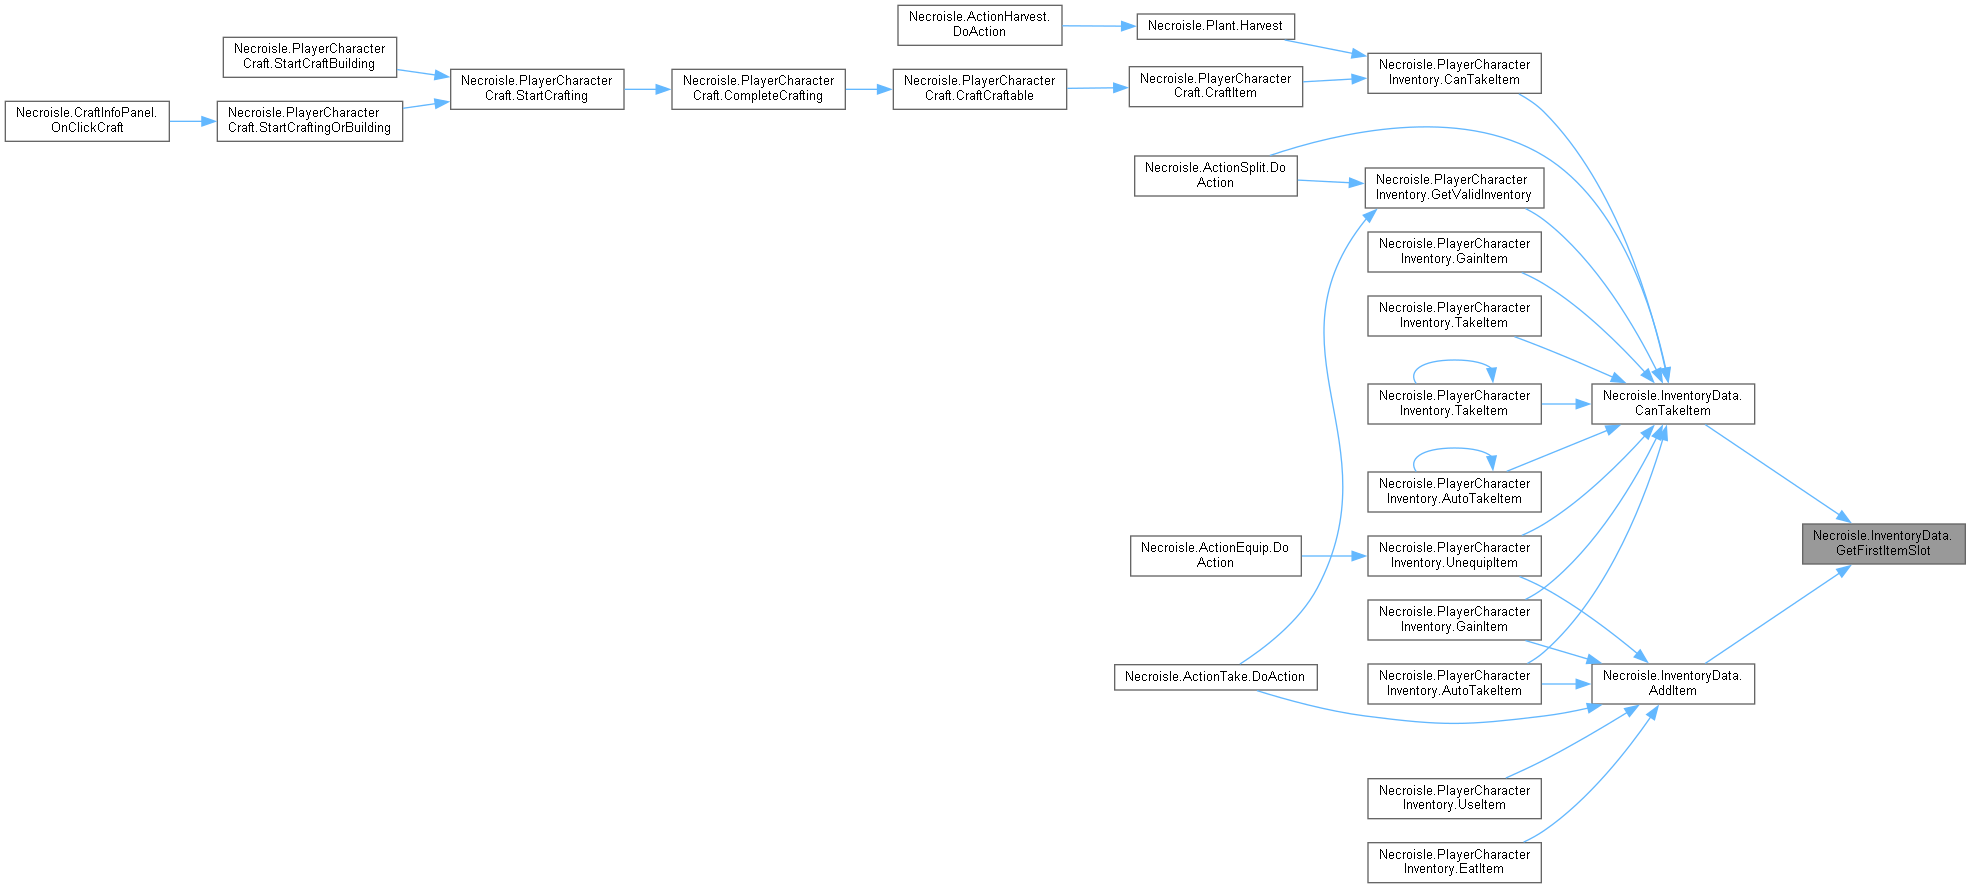 Necroisle.ActionHarvest.
DoAction
Necroisle.Plant.Harvest
Necroisle.PlayerCharacter
Craft.StartCraftBuilding
Necroisle.PlayerCharacter
Inventory.CanTakeItem
Necroisle.PlayerCharacter
Craft.StartCrafting
Necroisle.PlayerCharacter
Craft.CompleteCrafting
Necroisle.PlayerCharacter
Craft.CraftCraftable
Necroisle.PlayerCharacter
Craft.CraftItem
Necroisle.CraftInfoPanel.
OnClickCraft
Necroisle.PlayerCharacter
Craft.StartCraftingOrBuilding
Necroisle.ActionSplit.Do
Action
Necroisle.PlayerCharacter
Inventory.GetValidInventory
Necroisle.PlayerCharacter
Inventory.GainItem
Necroisle.PlayerCharacter
Inventory.TakeItem
Necroisle.PlayerCharacter
Inventory.TakeItem
Necroisle.InventoryData.
CanTakeItem
Necroisle.PlayerCharacter
Inventory.AutoTakeItem
Necroisle.InventoryData.
GetFirstItemSlot
Necroisle.ActionEquip.Do
Action
Necroisle.PlayerCharacter
Inventory.UnequipItem
Necroisle.PlayerCharacter
Inventory.GainItem
Necroisle.ActionTake.DoAction
Necroisle.PlayerCharacter
Inventory.AutoTakeItem
Necroisle.InventoryData.
AddItem
Necroisle.PlayerCharacter
Inventory.UseItem
Necroisle.PlayerCharacter
Inventory.EatItem